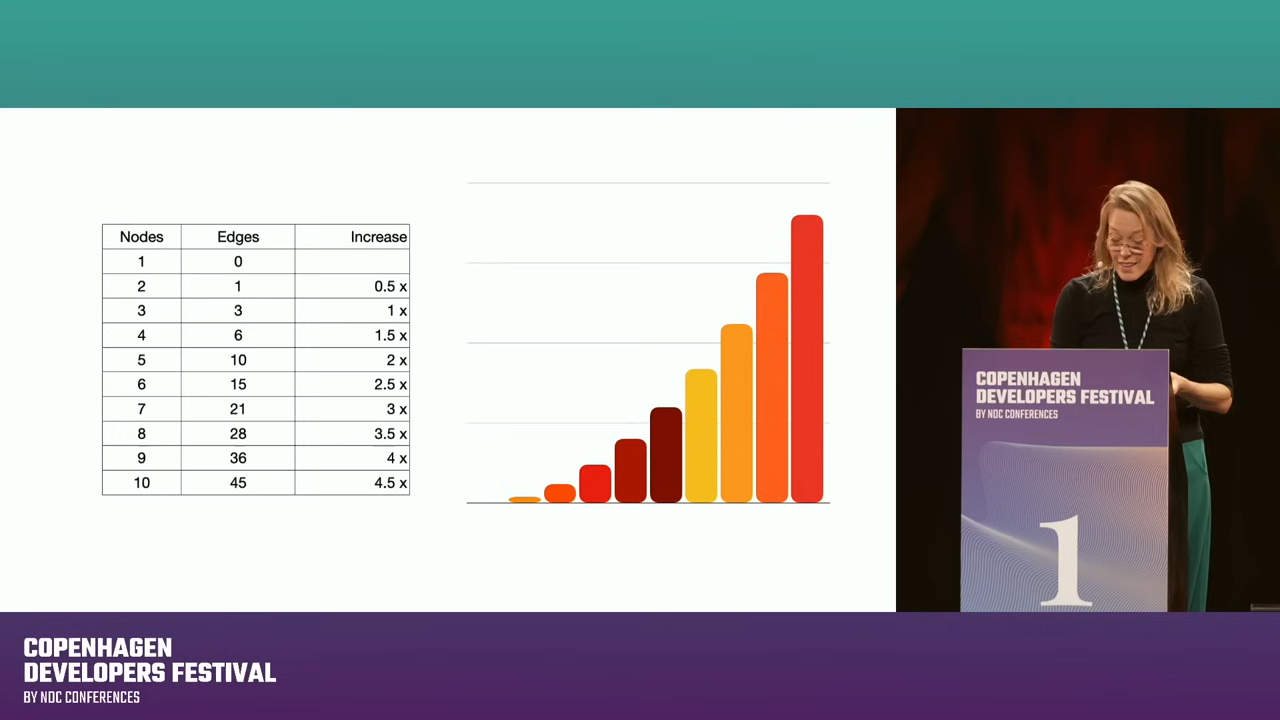 Nodes Edges Increase
1 0
2 1 0.5 x
3 3 1 x
4 6 1.5 x
5 10 2 x
6 15 2.5 x
7 21 3 x
8 28 3.5 x
9 36 4 x
10 45 4.5 x
COPENHAGEN
DEVELOPERS FESTIVAL
BY NDC CONFERENCES
1
COPENHAGEN
DEVELOPERS FESTIVAL
BY NDC CONFERENCES